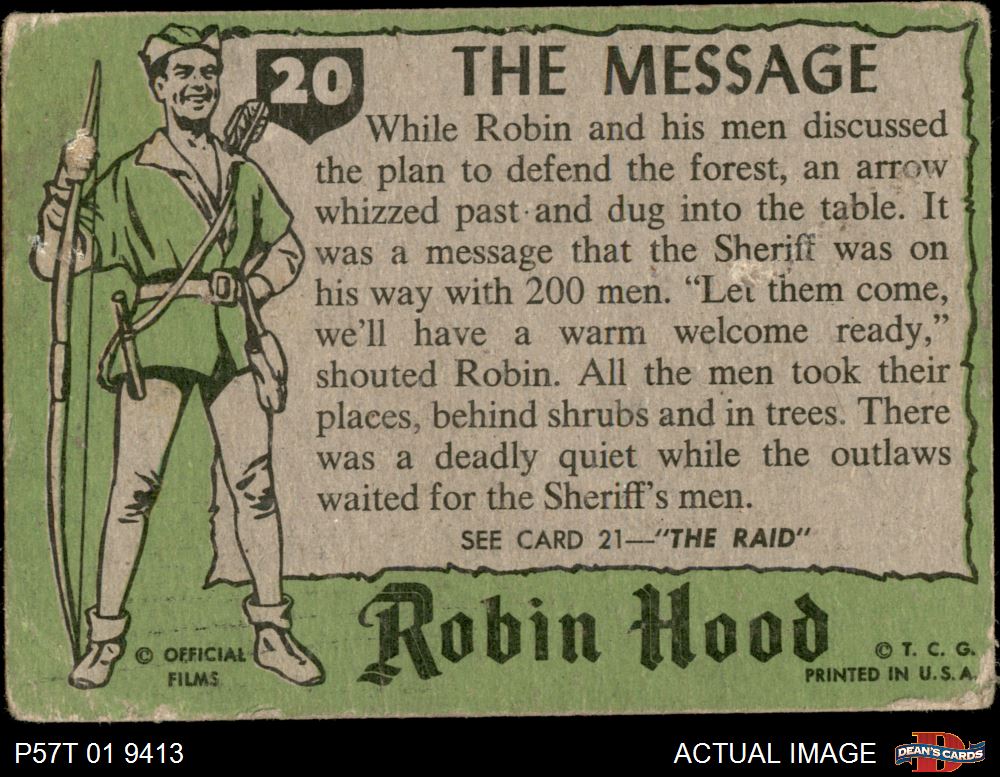 20
THE MESSAGE
While Robin and his men discussed
the plan to defend the forest, an arrow
whizzed past and dug into the table. It
was a message that the Sheriff was on
his way with 200 men. “Let them come,
we’ll have a warm welcome ready,”
shouted Robin. All the men took their
places, behind shrubs and in trees. There
was a deadly quiet while the outlaws
waited for the Sheriff’s men.
SEE CARD 21—“THE RAID”
Robin Hood
© OFFICIAL
FILMS
© T. C. G.
PRINTED IN U. S. A.
P57T 01 9413
ACTUAL IMAGE
D
DEAN'S CARDS